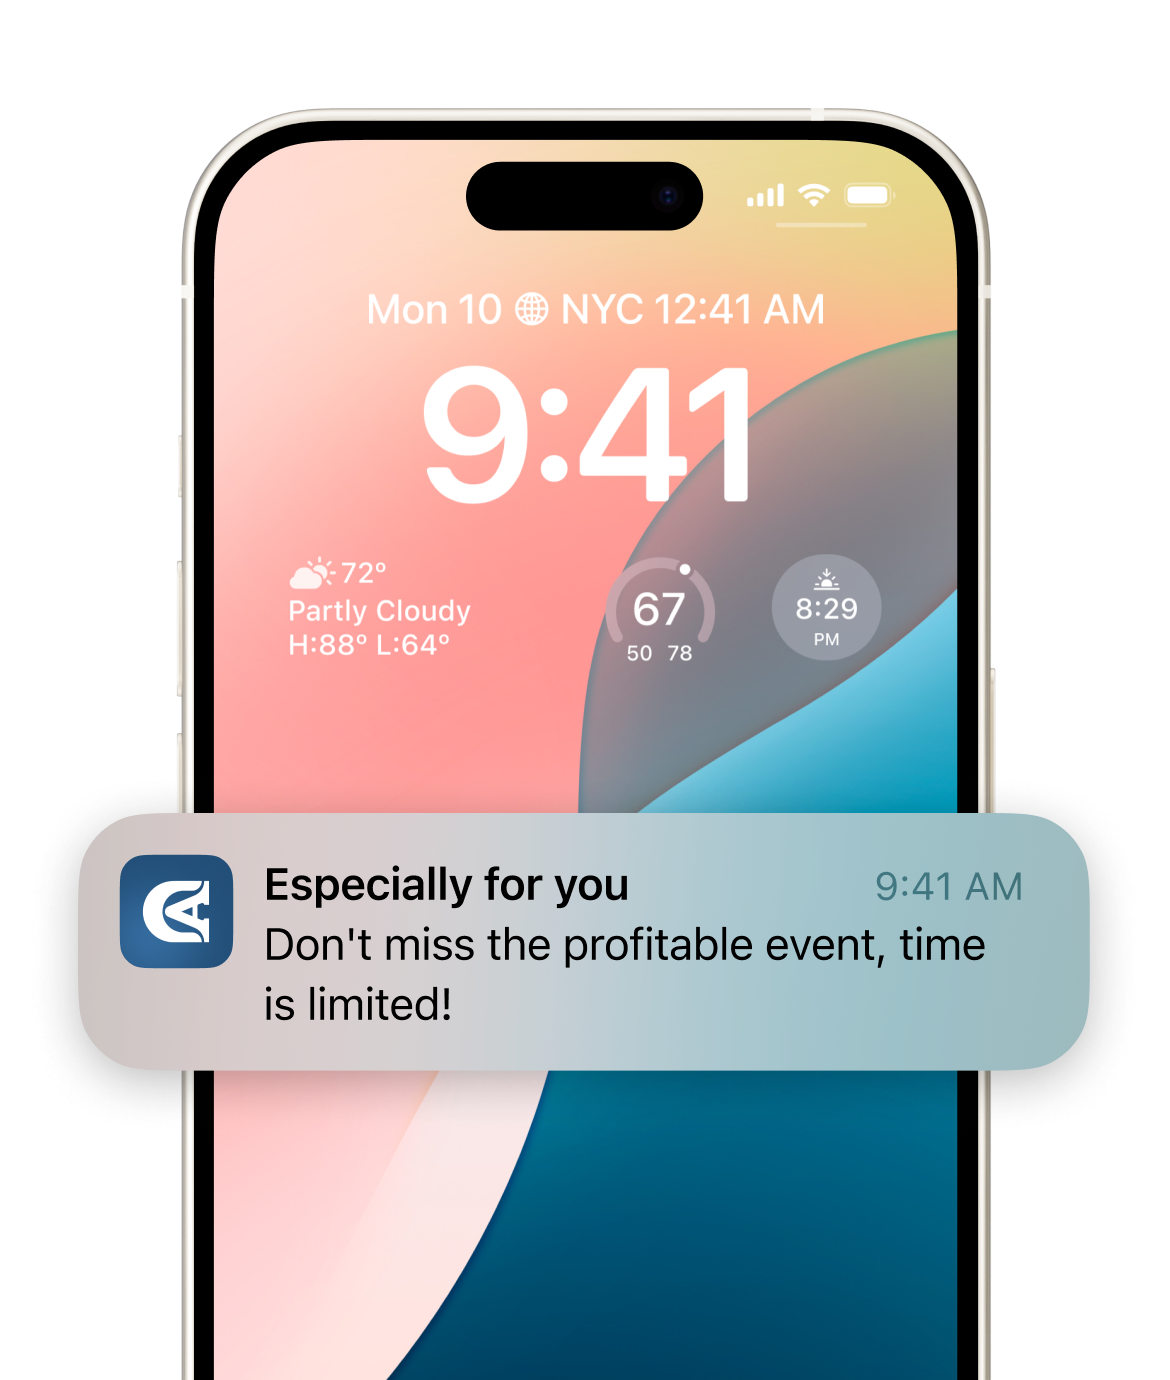 Mon 10 NYC 12:41 AM
9:41
72°
Partly Cloudy
H:88° L:64°
67
50 78
8:29
PM
Especially for you 9:41 AM
Don't miss the profitable event, time
is limited!